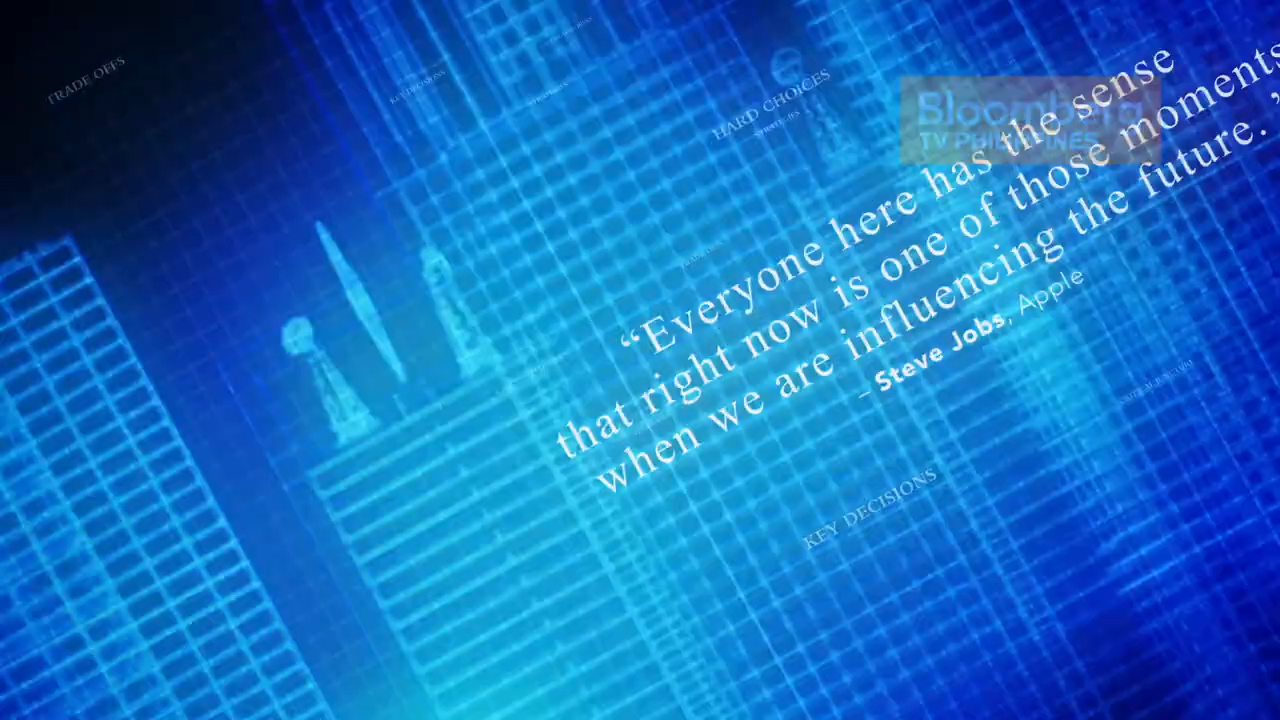 TRADE OFFS
HARD CHOICES
Bloomberg
TV PHILIPPINES
“Everyone here has the sense
that right now is one of those moments
when we are influencing the future.”
– Steve Jobs, Apple
KEY DECISIONS